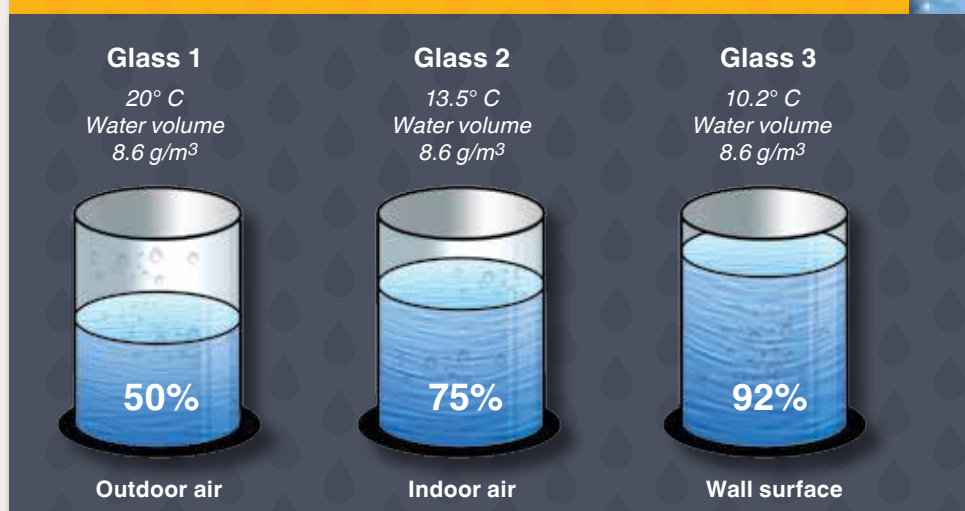 Glass 1
20° C
Water volume
8.6 g/m³
50%
Outdoor air
Glass 2
13.5° C
Water volume
8.6 g/m³
75%
Indoor air
Glass 3
10.2° C
Water volume
8.6 g/m³
92%
Wall surface